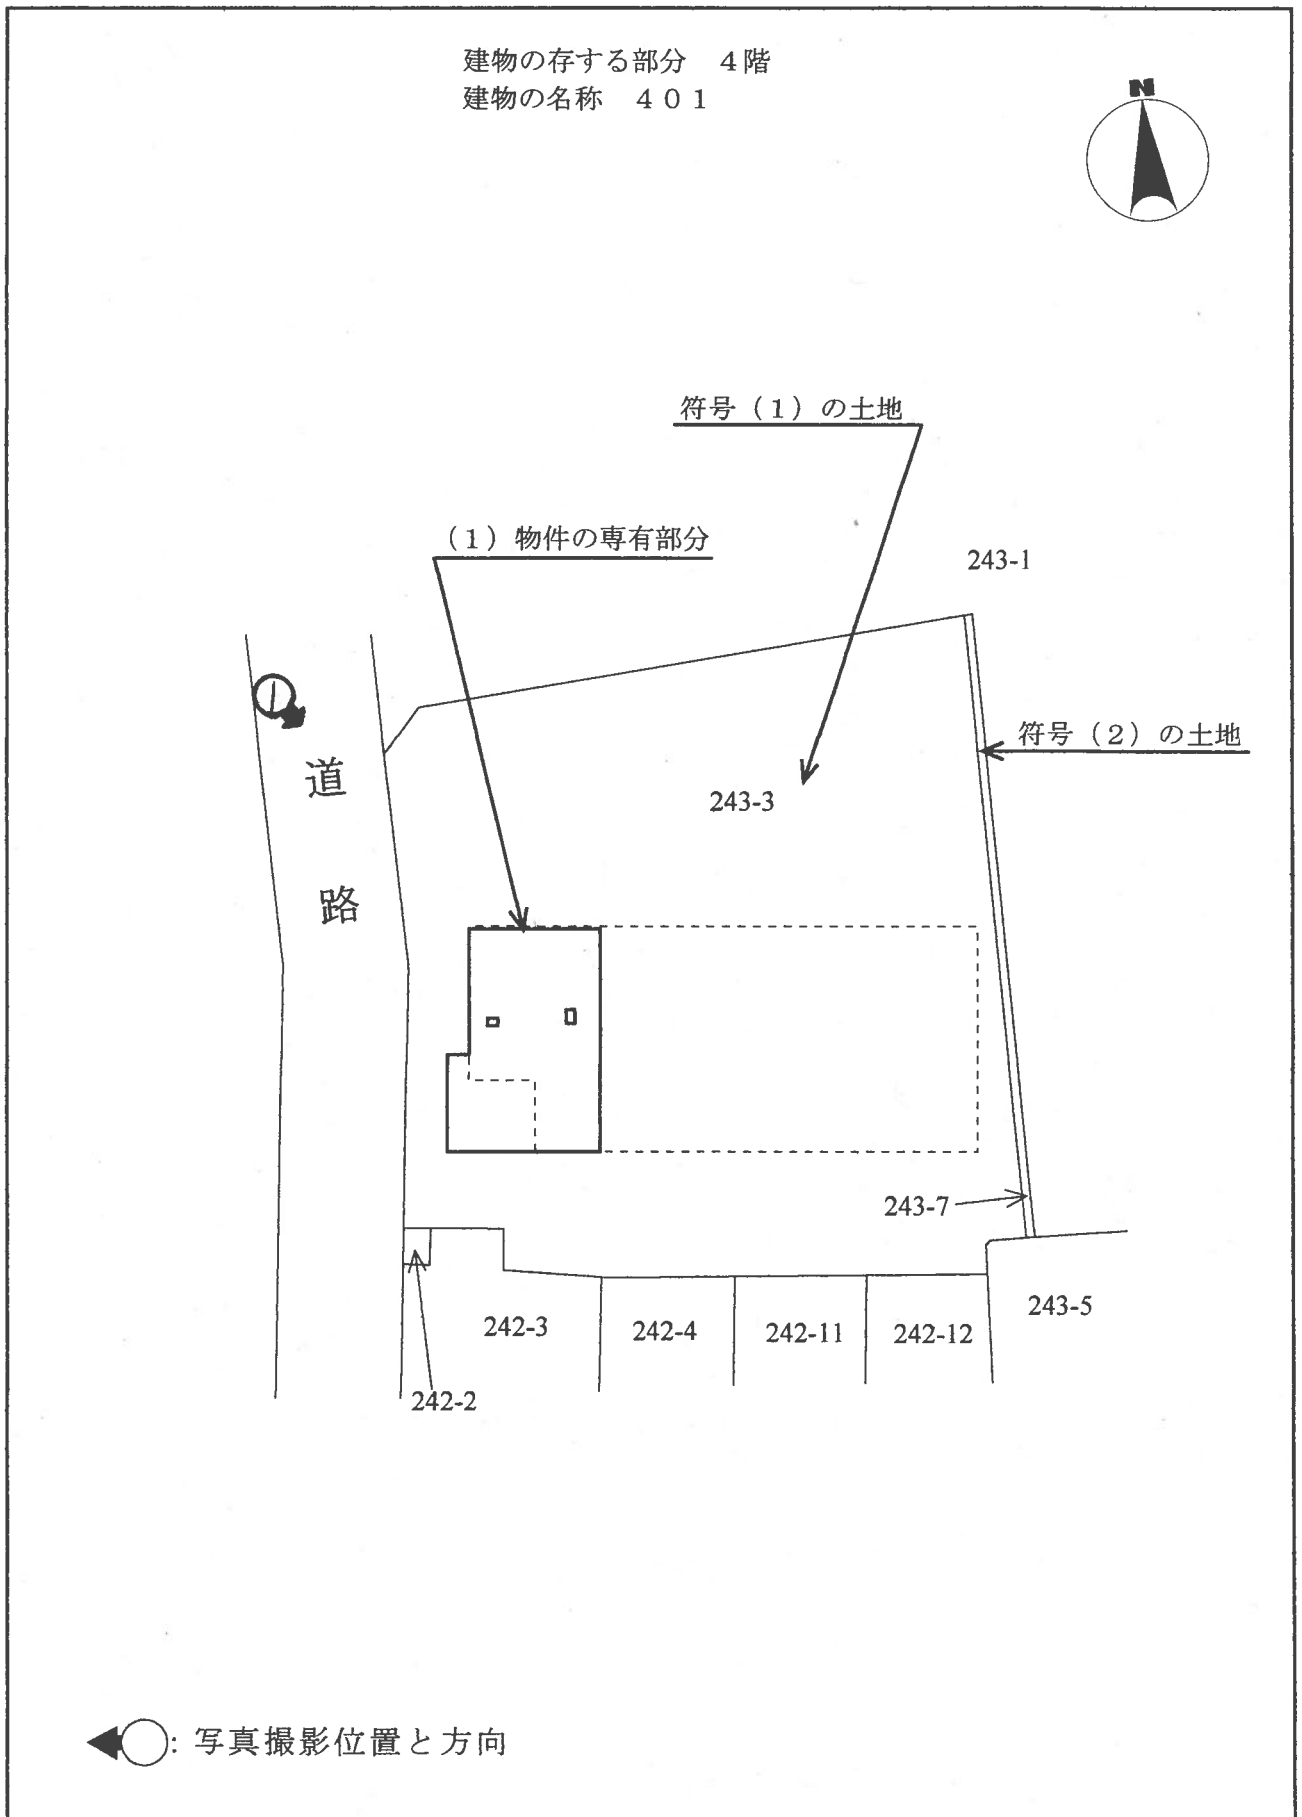 建物の存する部分　４階
建物の名称　４０１
N
符号（１）の土地
（１）物件の専有部分
243-1
符号（２）の土地
道
路
243-3
243-7
243-5
242-3
242-4
242-11
242-12
242-2
: 写真撮影位置と方向